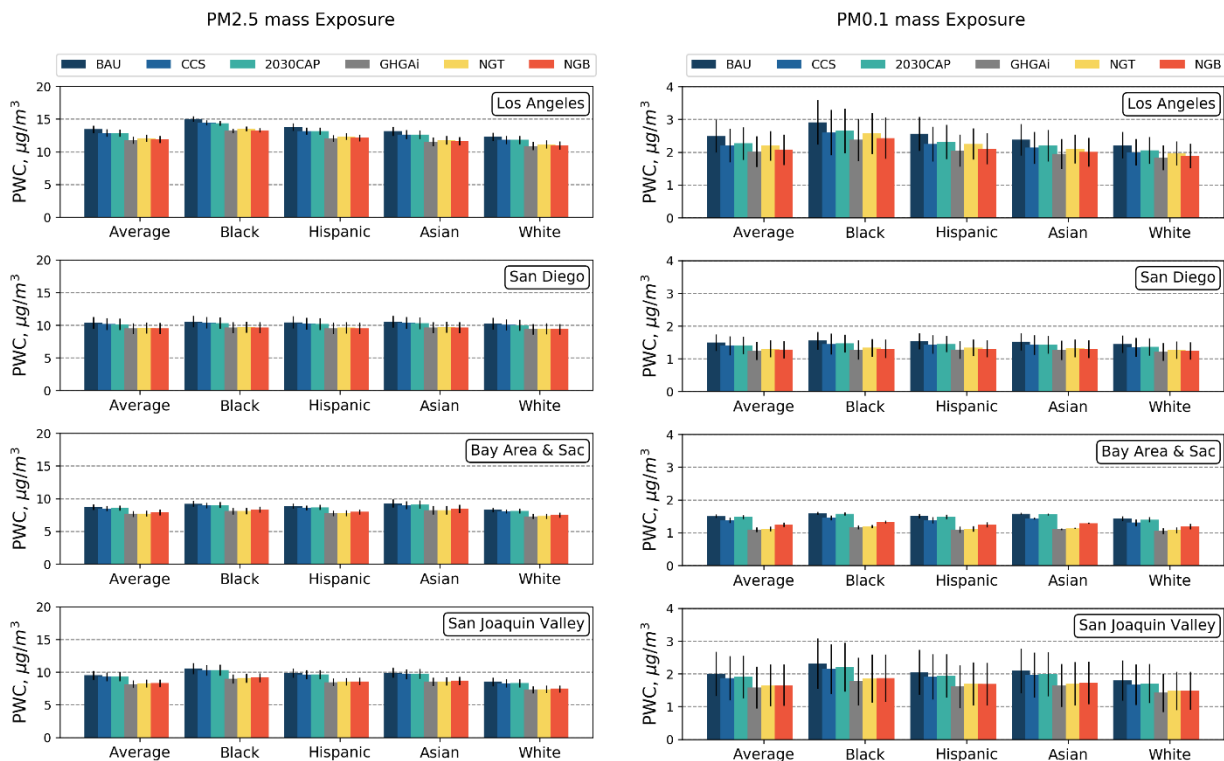 PM2.5 mass Exposure
BAU CCS 2030CAP GHGAi NGT NGB
Los Angeles
PWC, μg/m³
20
15
10
5
0
Average Black Hispanic Asian White
San Diego
PWC, μg/m³
20
15
10
5
0
Average Black Hispanic Asian White
Bay Area & Sac
PWC, μg/m³
20
15
10
5
0
Average Black Hispanic Asian White
San Joaquin Valley
PWC, μg/m³
20
15
10
5
0
Average Black Hispanic Asian White
PM0.1 mass Exposure
BAU CCS 2030CAP GHGAi NGT NGB
Los Angeles
PWC, μg/m³
4
3
2
1
0
Average Black Hispanic Asian White
San Diego
PWC, μg/m³
4
3
2
1
0
Average Black Hispanic Asian White
Bay Area & Sac
PWC, μg/m³
4
3
2
1
0
Average Black Hispanic Asian White
San Joaquin Valley
PWC, μg/m³
4
3
2
1
0
Average Black Hispanic Asian White